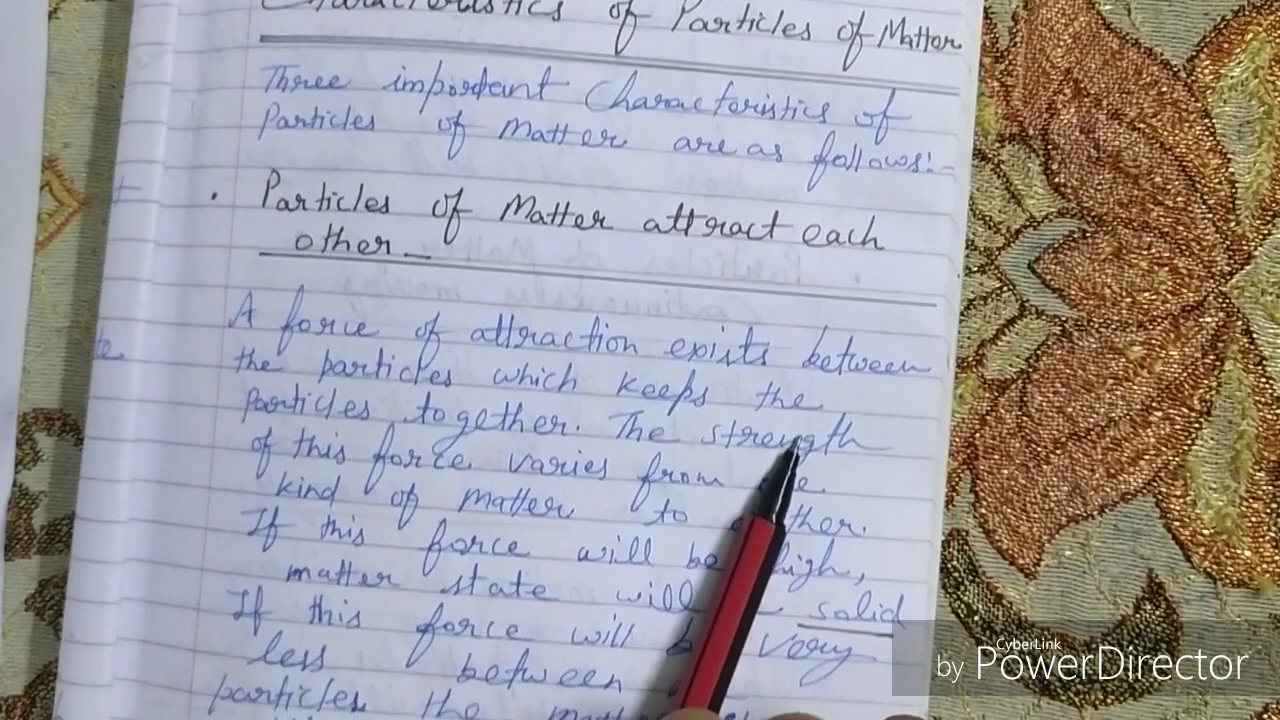 Characteristics of Particles of Matter
Three important Characteristics of
Particles of Matter are as follows:-
. Particles of Matter attract each
other_
A force of attraction exists between
the particles which keeps the
particles together. The strength
of this force varies from
kind of matter to
If this force will be high,
matter state will solid
If this force will very
less between
particles the
CyberLink
by PowerDirector